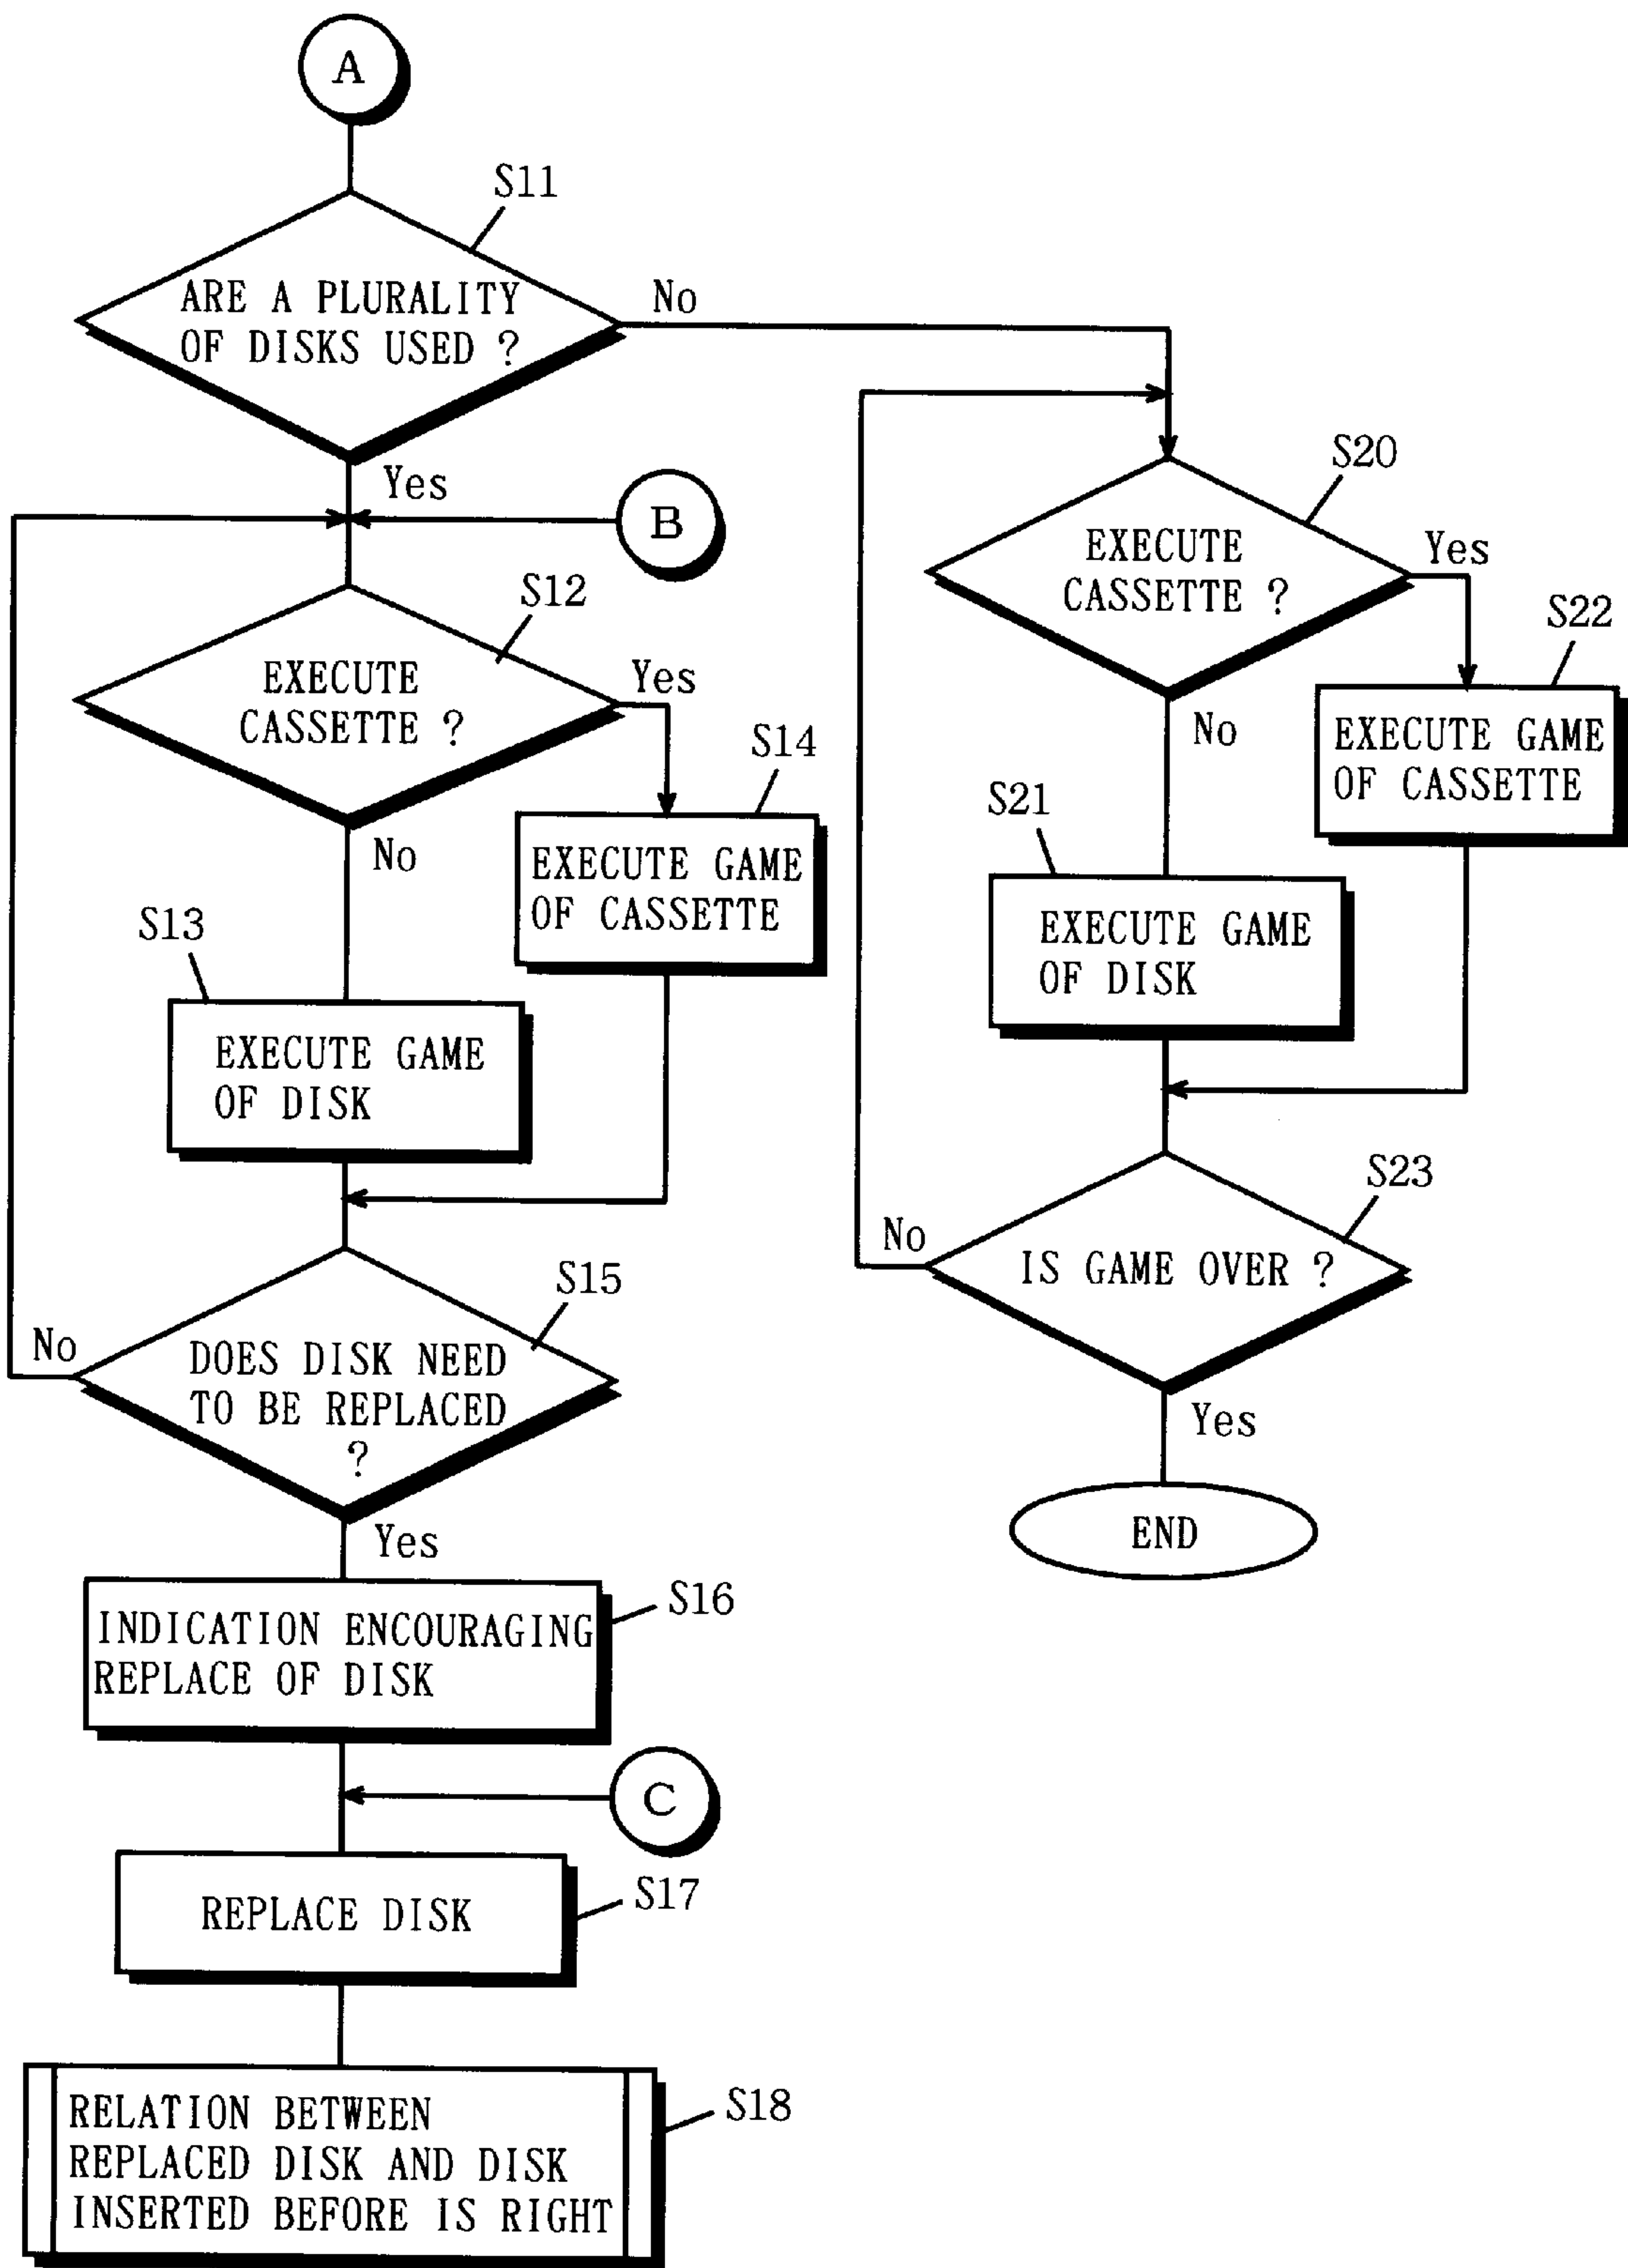 A
S11
ARE A PLURALITY
OF DISKS USED ?
No
Yes
B
S12
EXECUTE
CASSETTE ?
Yes
No
S14
EXECUTE GAME
OF CASSETTE
S13
EXECUTE GAME
OF DISK
S15
DOES DISK NEED
TO BE REPLACED
?
No
Yes
S16
INDICATION ENCOURAGING
REPLACE OF DISK
C
S17
REPLACE DISK
S18
RELATION BETWEEN
REPLACED DISK AND DISK
INSERTED BEFORE IS RIGHT
S20
EXECUTE
CASSETTE ?
Yes
No
S22
EXECUTE GAME
OF CASSETTE
S21
EXECUTE GAME
OF DISK
S23
IS GAME OVER ?
No
Yes
END